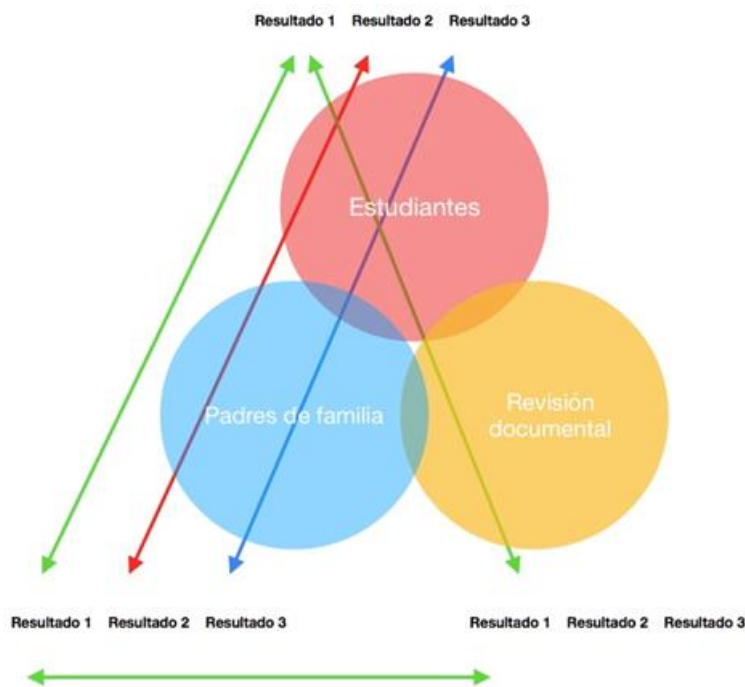 Resultado 1 Resultado 2 Resultado 3
Estudiantes
Padres de familia
Revisión
documental
Resultado 1 Resultado 2 Resultado 3
Resultado 1 Resultado 2 Resultado 3